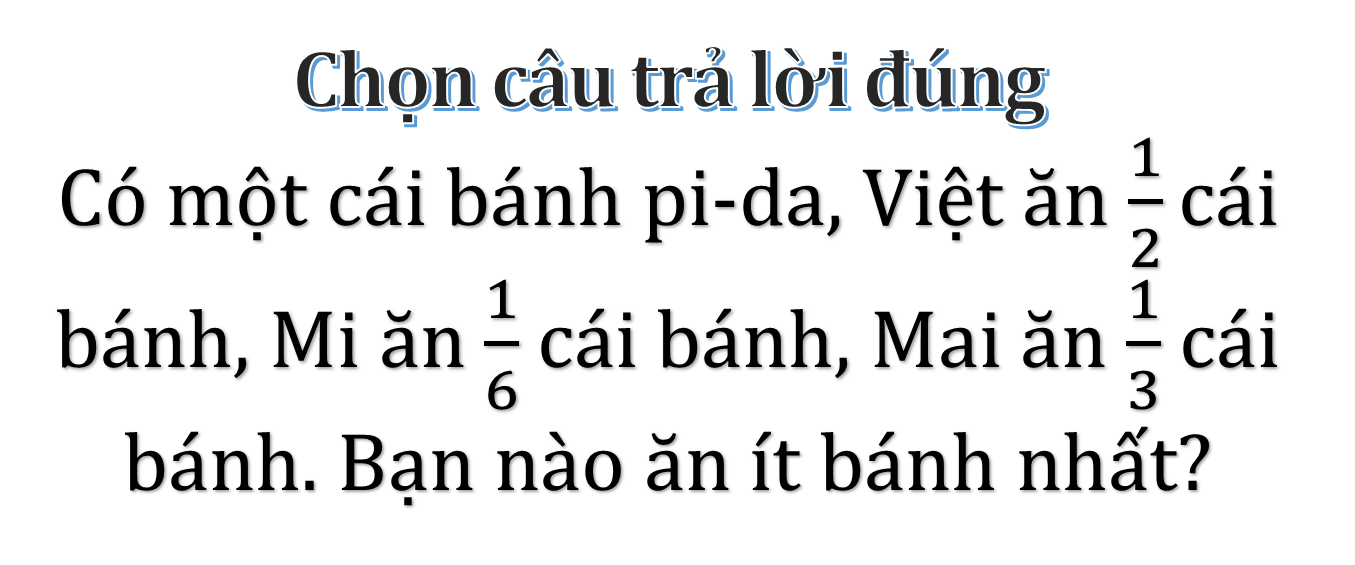 Chọn câu trả lời đúng
Có một cái bánh pi-da, Việt ăn 1/2 cái
bánh, Mi ăn 1/6 cái bánh, Mai ăn 1/3 cái
bánh. Bạn nào ăn ít bánh nhất?